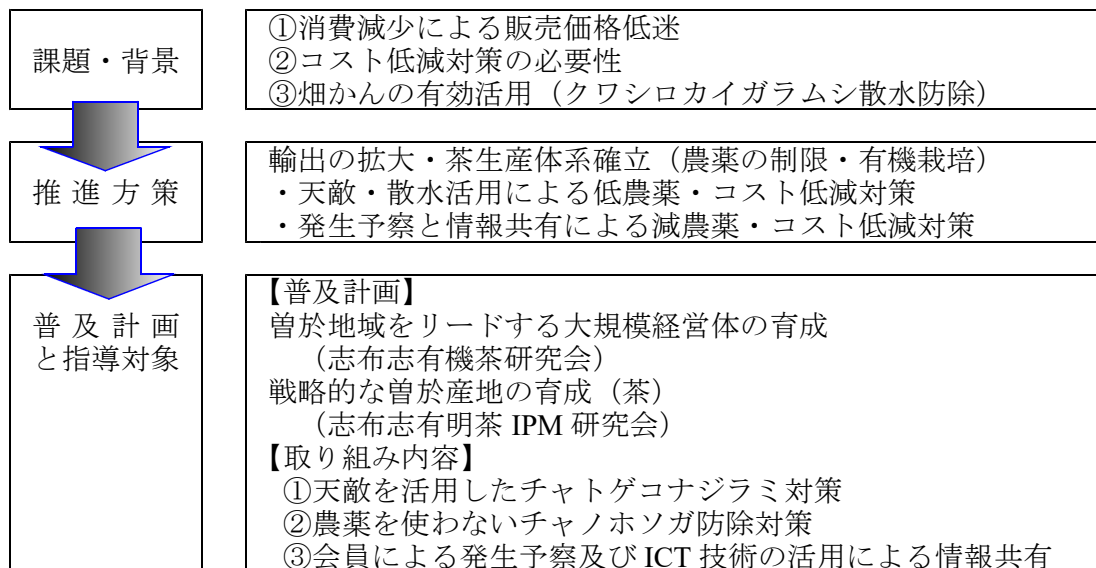 課題・背景
①消費減少による販売価格低迷
②コスト低減対策の必要性
③畑かんの有効活用（クワシロカイガラムシ散水防除）
推 進 方 策
輸出の拡大・茶生産体系確立（農薬の制限・有機栽培）
・天敵・散水活用による低農薬・コスト低減対策
・発生予察と情報共有による減農薬・コスト低減対策
普 及 計 画
と指導対象
【普及計画】
曽於地域をリードする大規模経営体の育成
（志布志有機茶研究会）
戦略的な曽於産地の育成（茶）
（志布志有明茶 IPM 研究会）
【取り組み内容】
①天敵を活用したチャトゲコナジラミ対策
②農薬を使わないチャノホソガ防除対策
③会員による発生予察及び ICT 技術の活用による情報共有